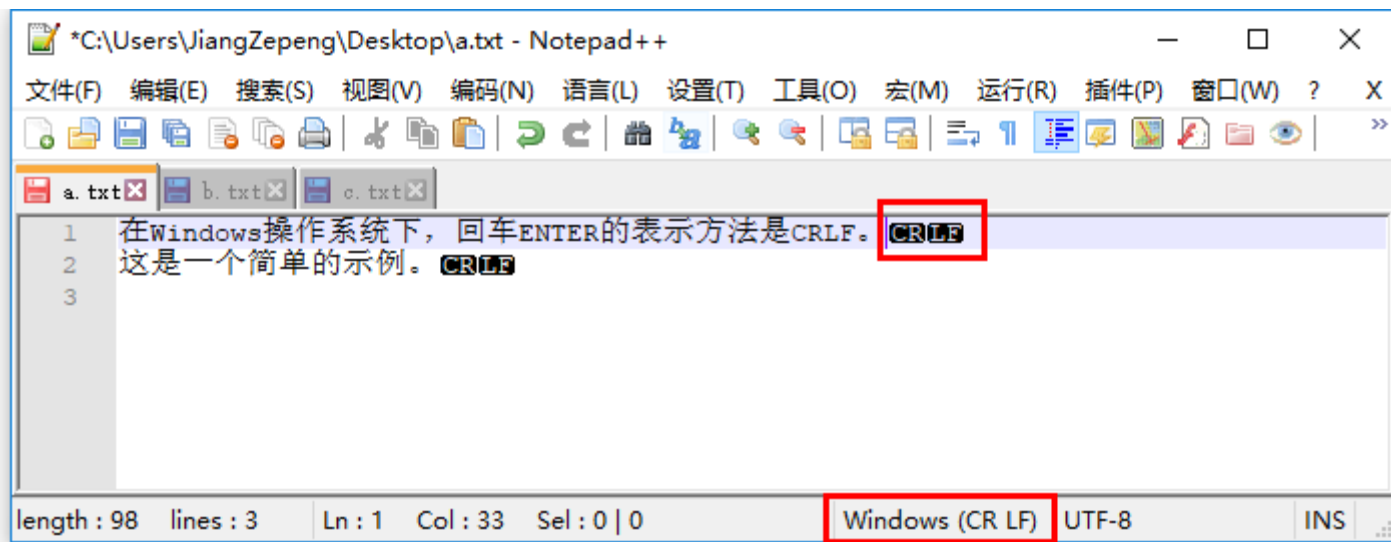 *C:\Users\JiangZepeng\Desktop\a.txt - Notepad++
文件(F) 编辑(E) 搜索(S) 视图(V) 编码(N) 语言(L) 设置(T) 工具(O) 宏(M) 运行(R) 插件(P) 窗口(W) ? X
a.txt b.txt c.txt
1 在Windows操作系统下，回车ENTER的表示方法是CRLF。CRLF
2 这是一个简单的示例。CRLF
3
length : 98 lines : 3 Ln : 1 Col : 33 Sel : 0 | 0 Windows (CR LF) UTF-8 INS